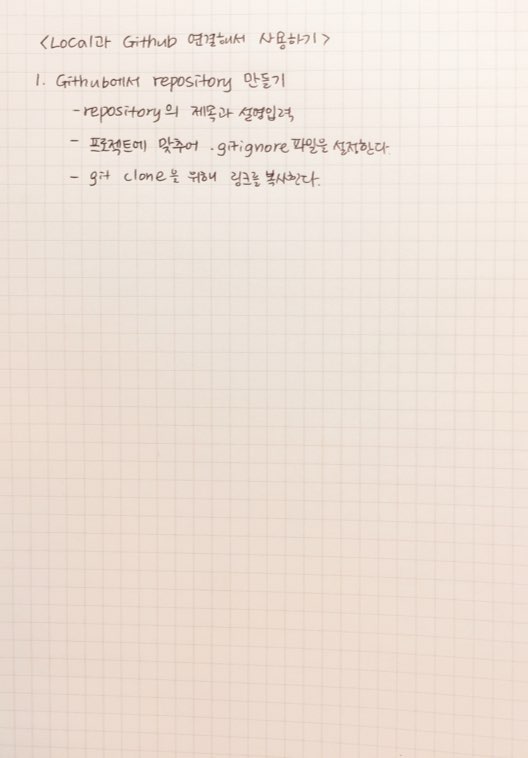 <Local과 Github 연결해서 사용하기>
1. Github에서 repository 만들기
- repository의 제목과 설명입력
- 프로젝트에 맞추어 .gitignore 파일을 설정한다.
- git clone을 위해 링크를 복사한다.